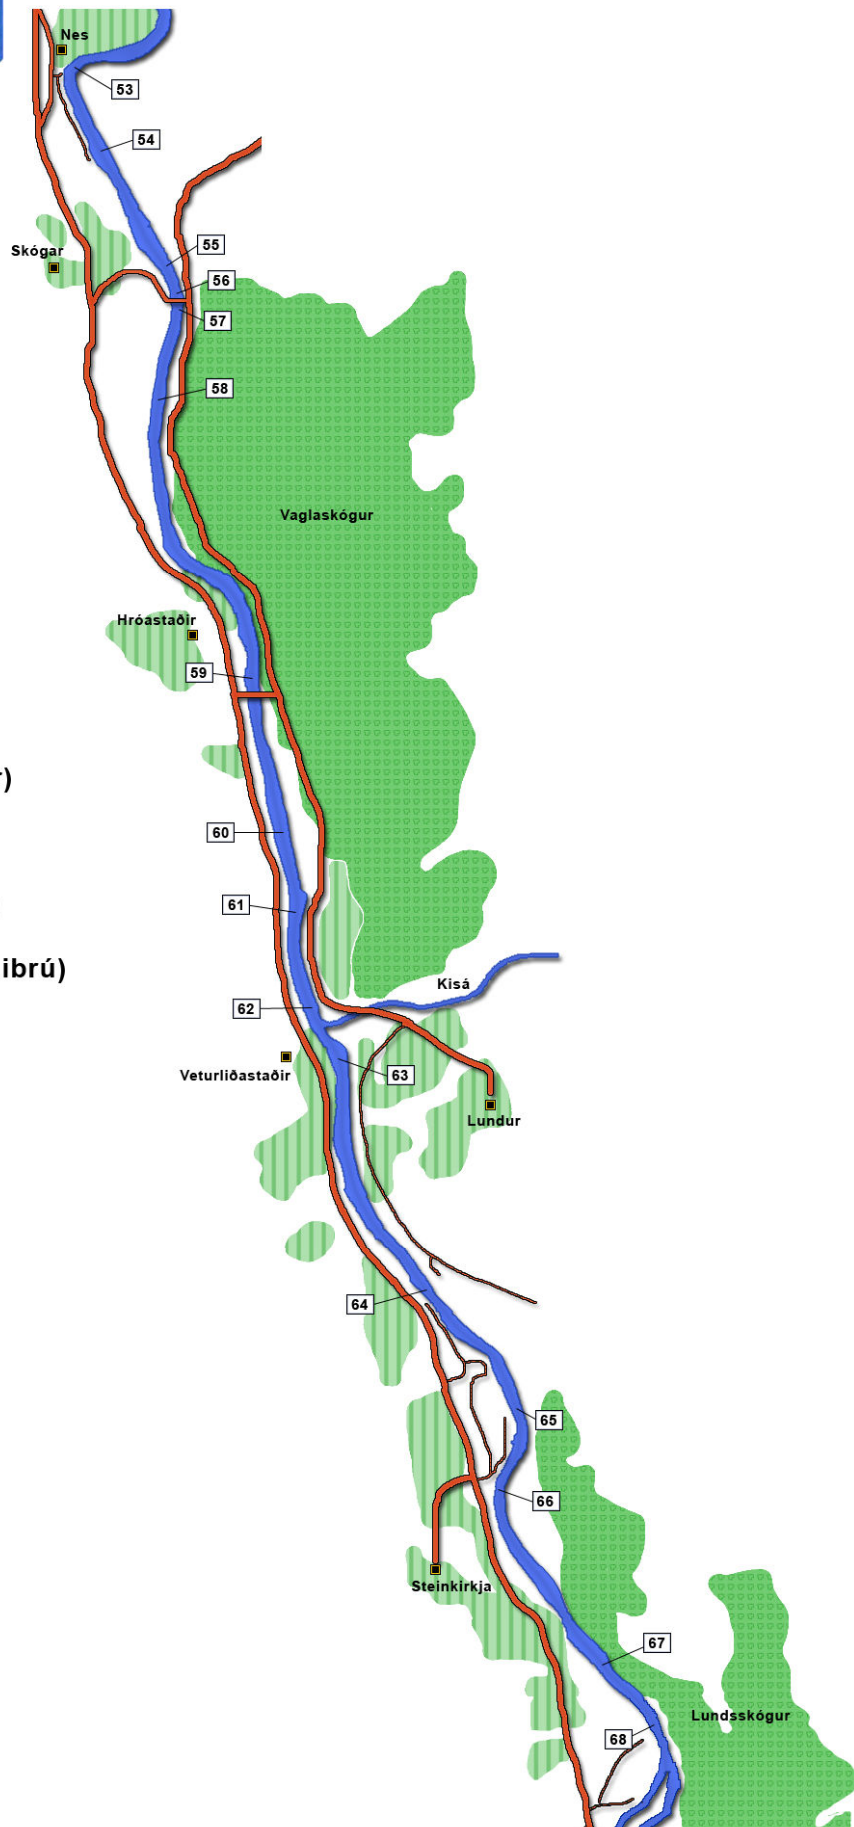 Nes
53
54
55
Skógar
56
57
58
Vaglaskógur
Hróastaðir
59
r)
60
61
ibrú)
Kisá
62
63
Veturliðastaðir
Lundur
64
65
66
Steinkirkja
67
Lundsskógur
68